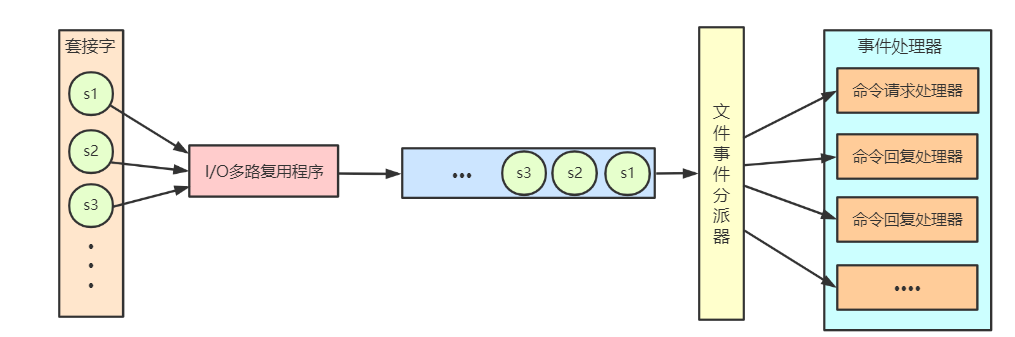 套接字
s1
s2
s3
I/O多路复用程序
s3 s2 s1
文件事件分派器
事件处理器
命令请求处理器
命令回复处理器
命令回复处理器